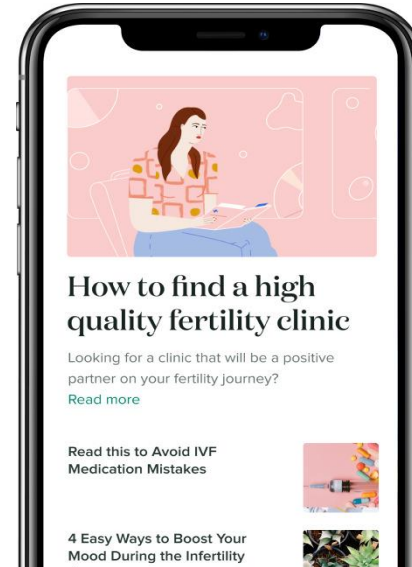 How to find a high
quality fertility clinic
Looking for a clinic that will be a positive
partner on your fertility journey?
Read more
Read this to Avoid IVF
Medication Mistakes
4 Easy Ways to Boost Your
Mood During the Infertility